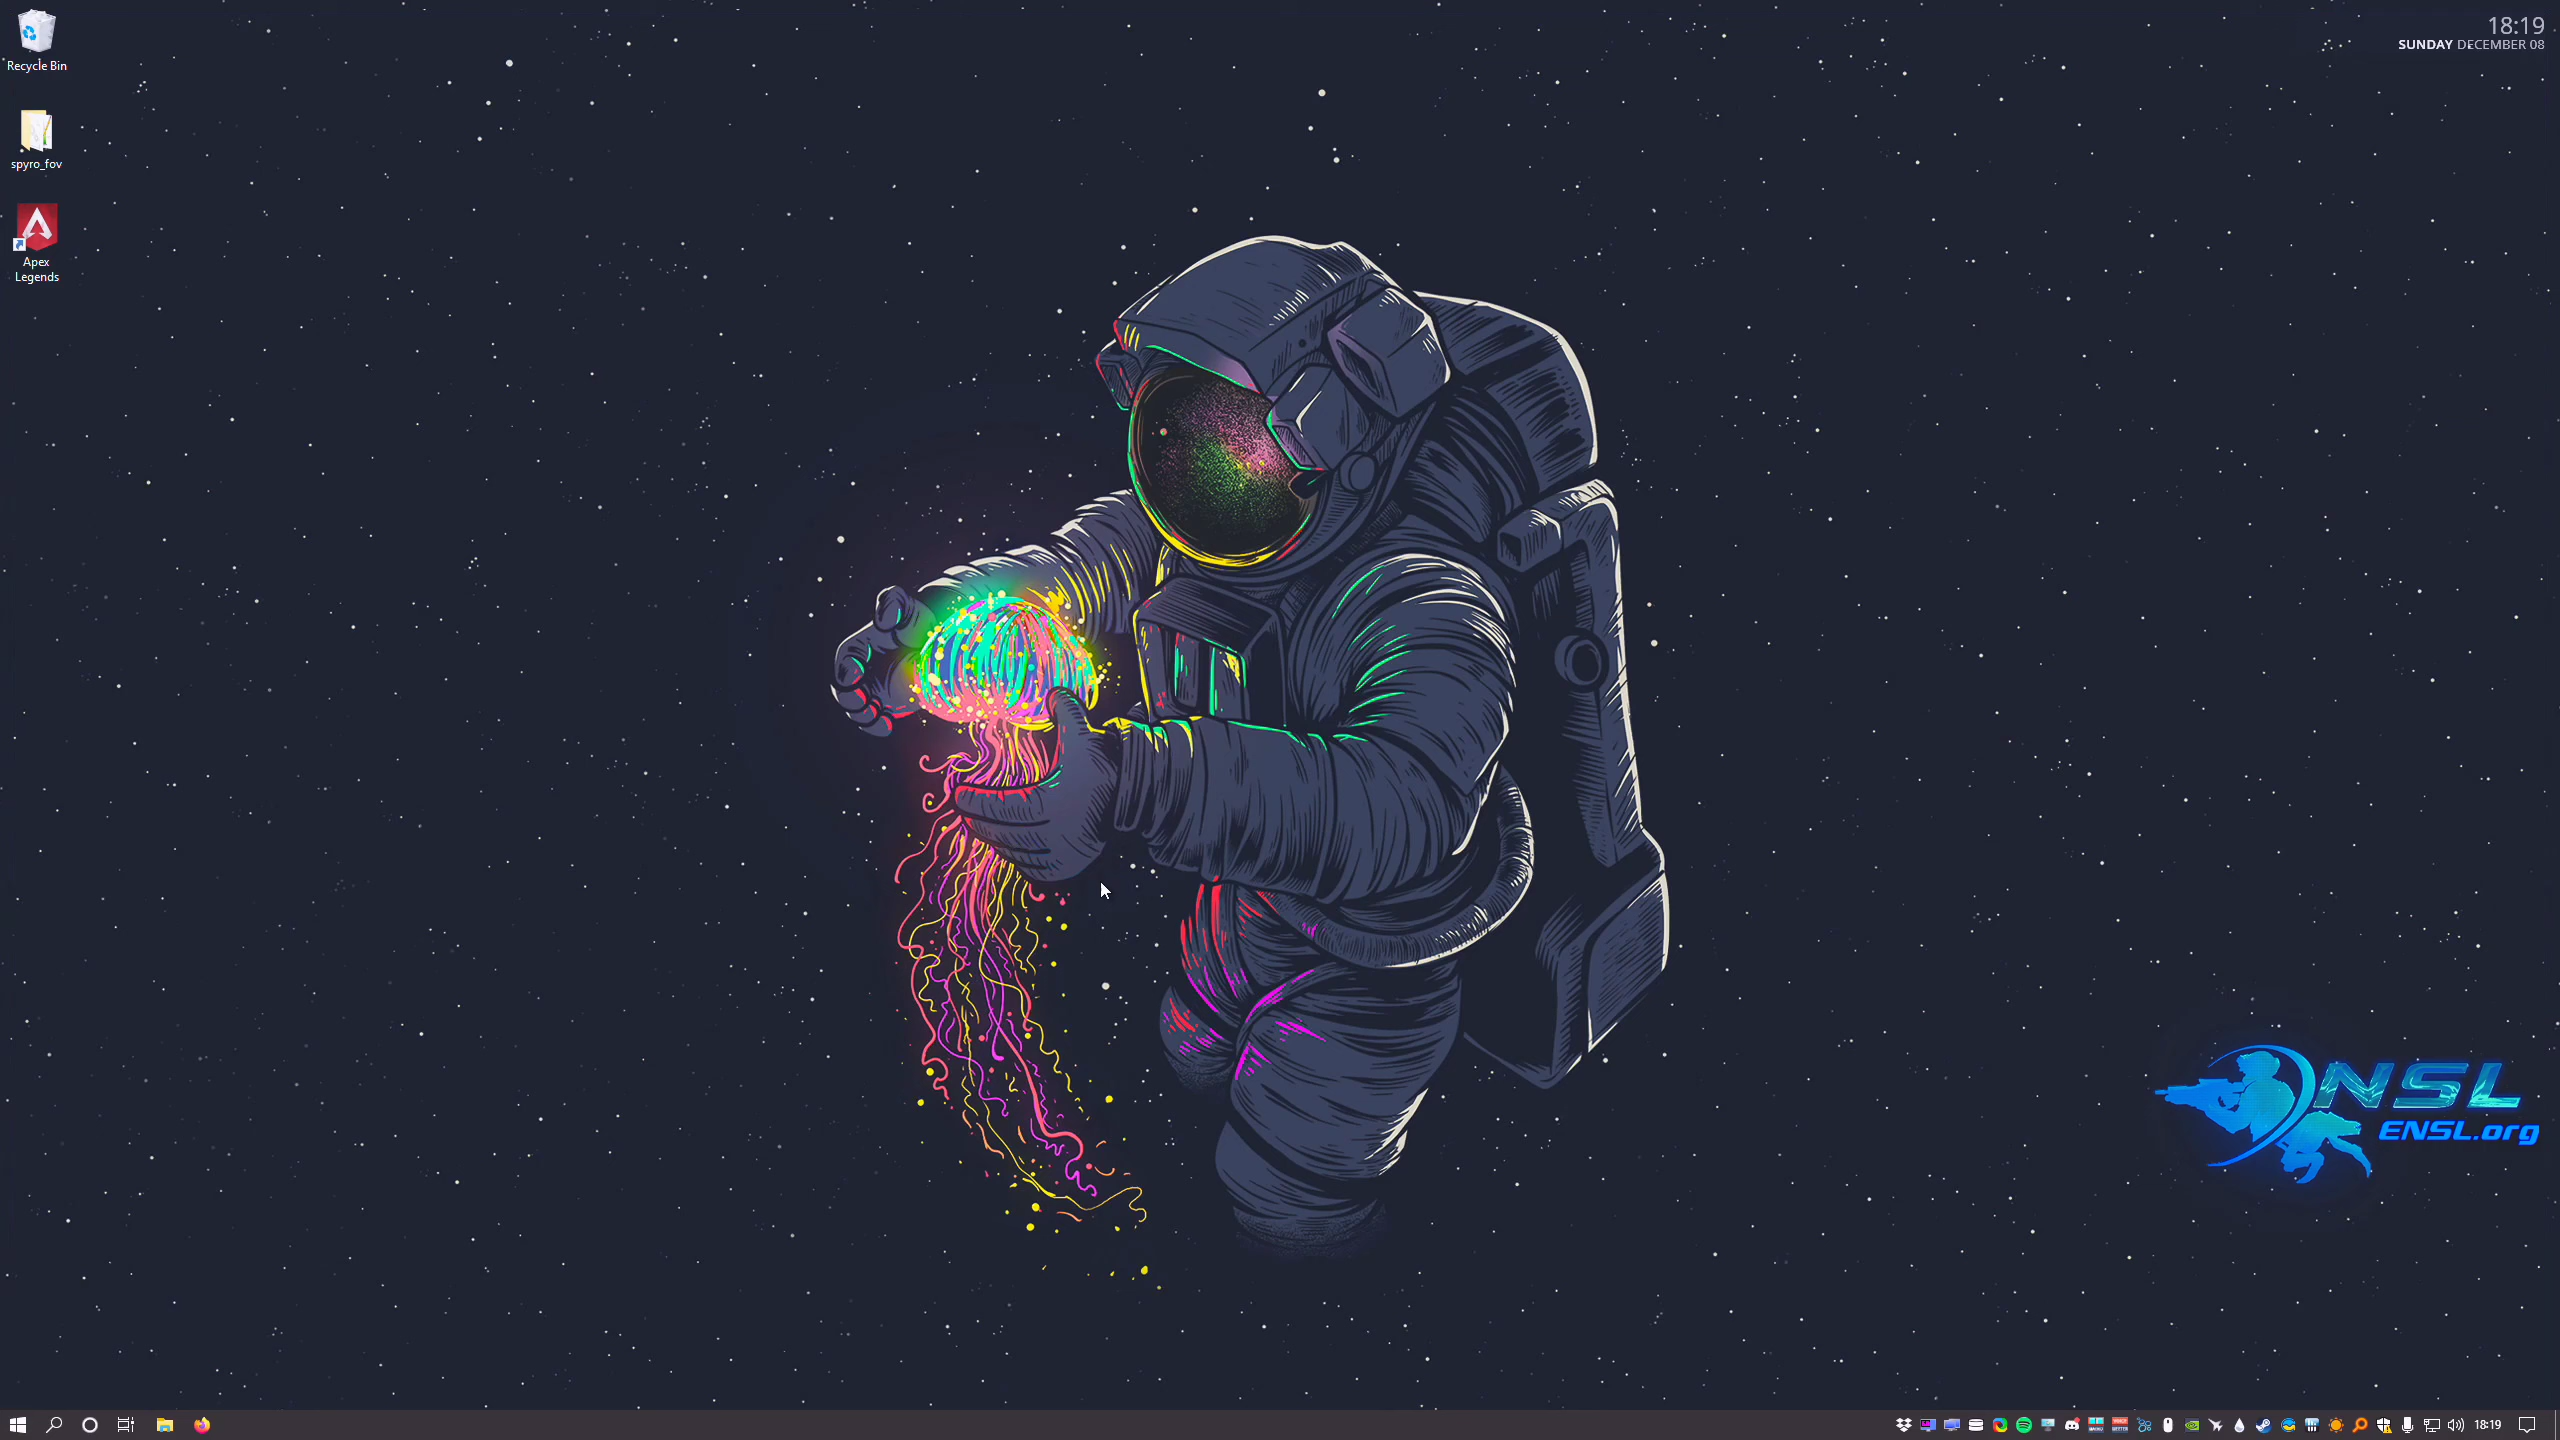 Recycle Bin
spyro_fov
Apex
Legends
18:19
SUNDAY DECEMBER 08
NSL
ENSL.org
18:19